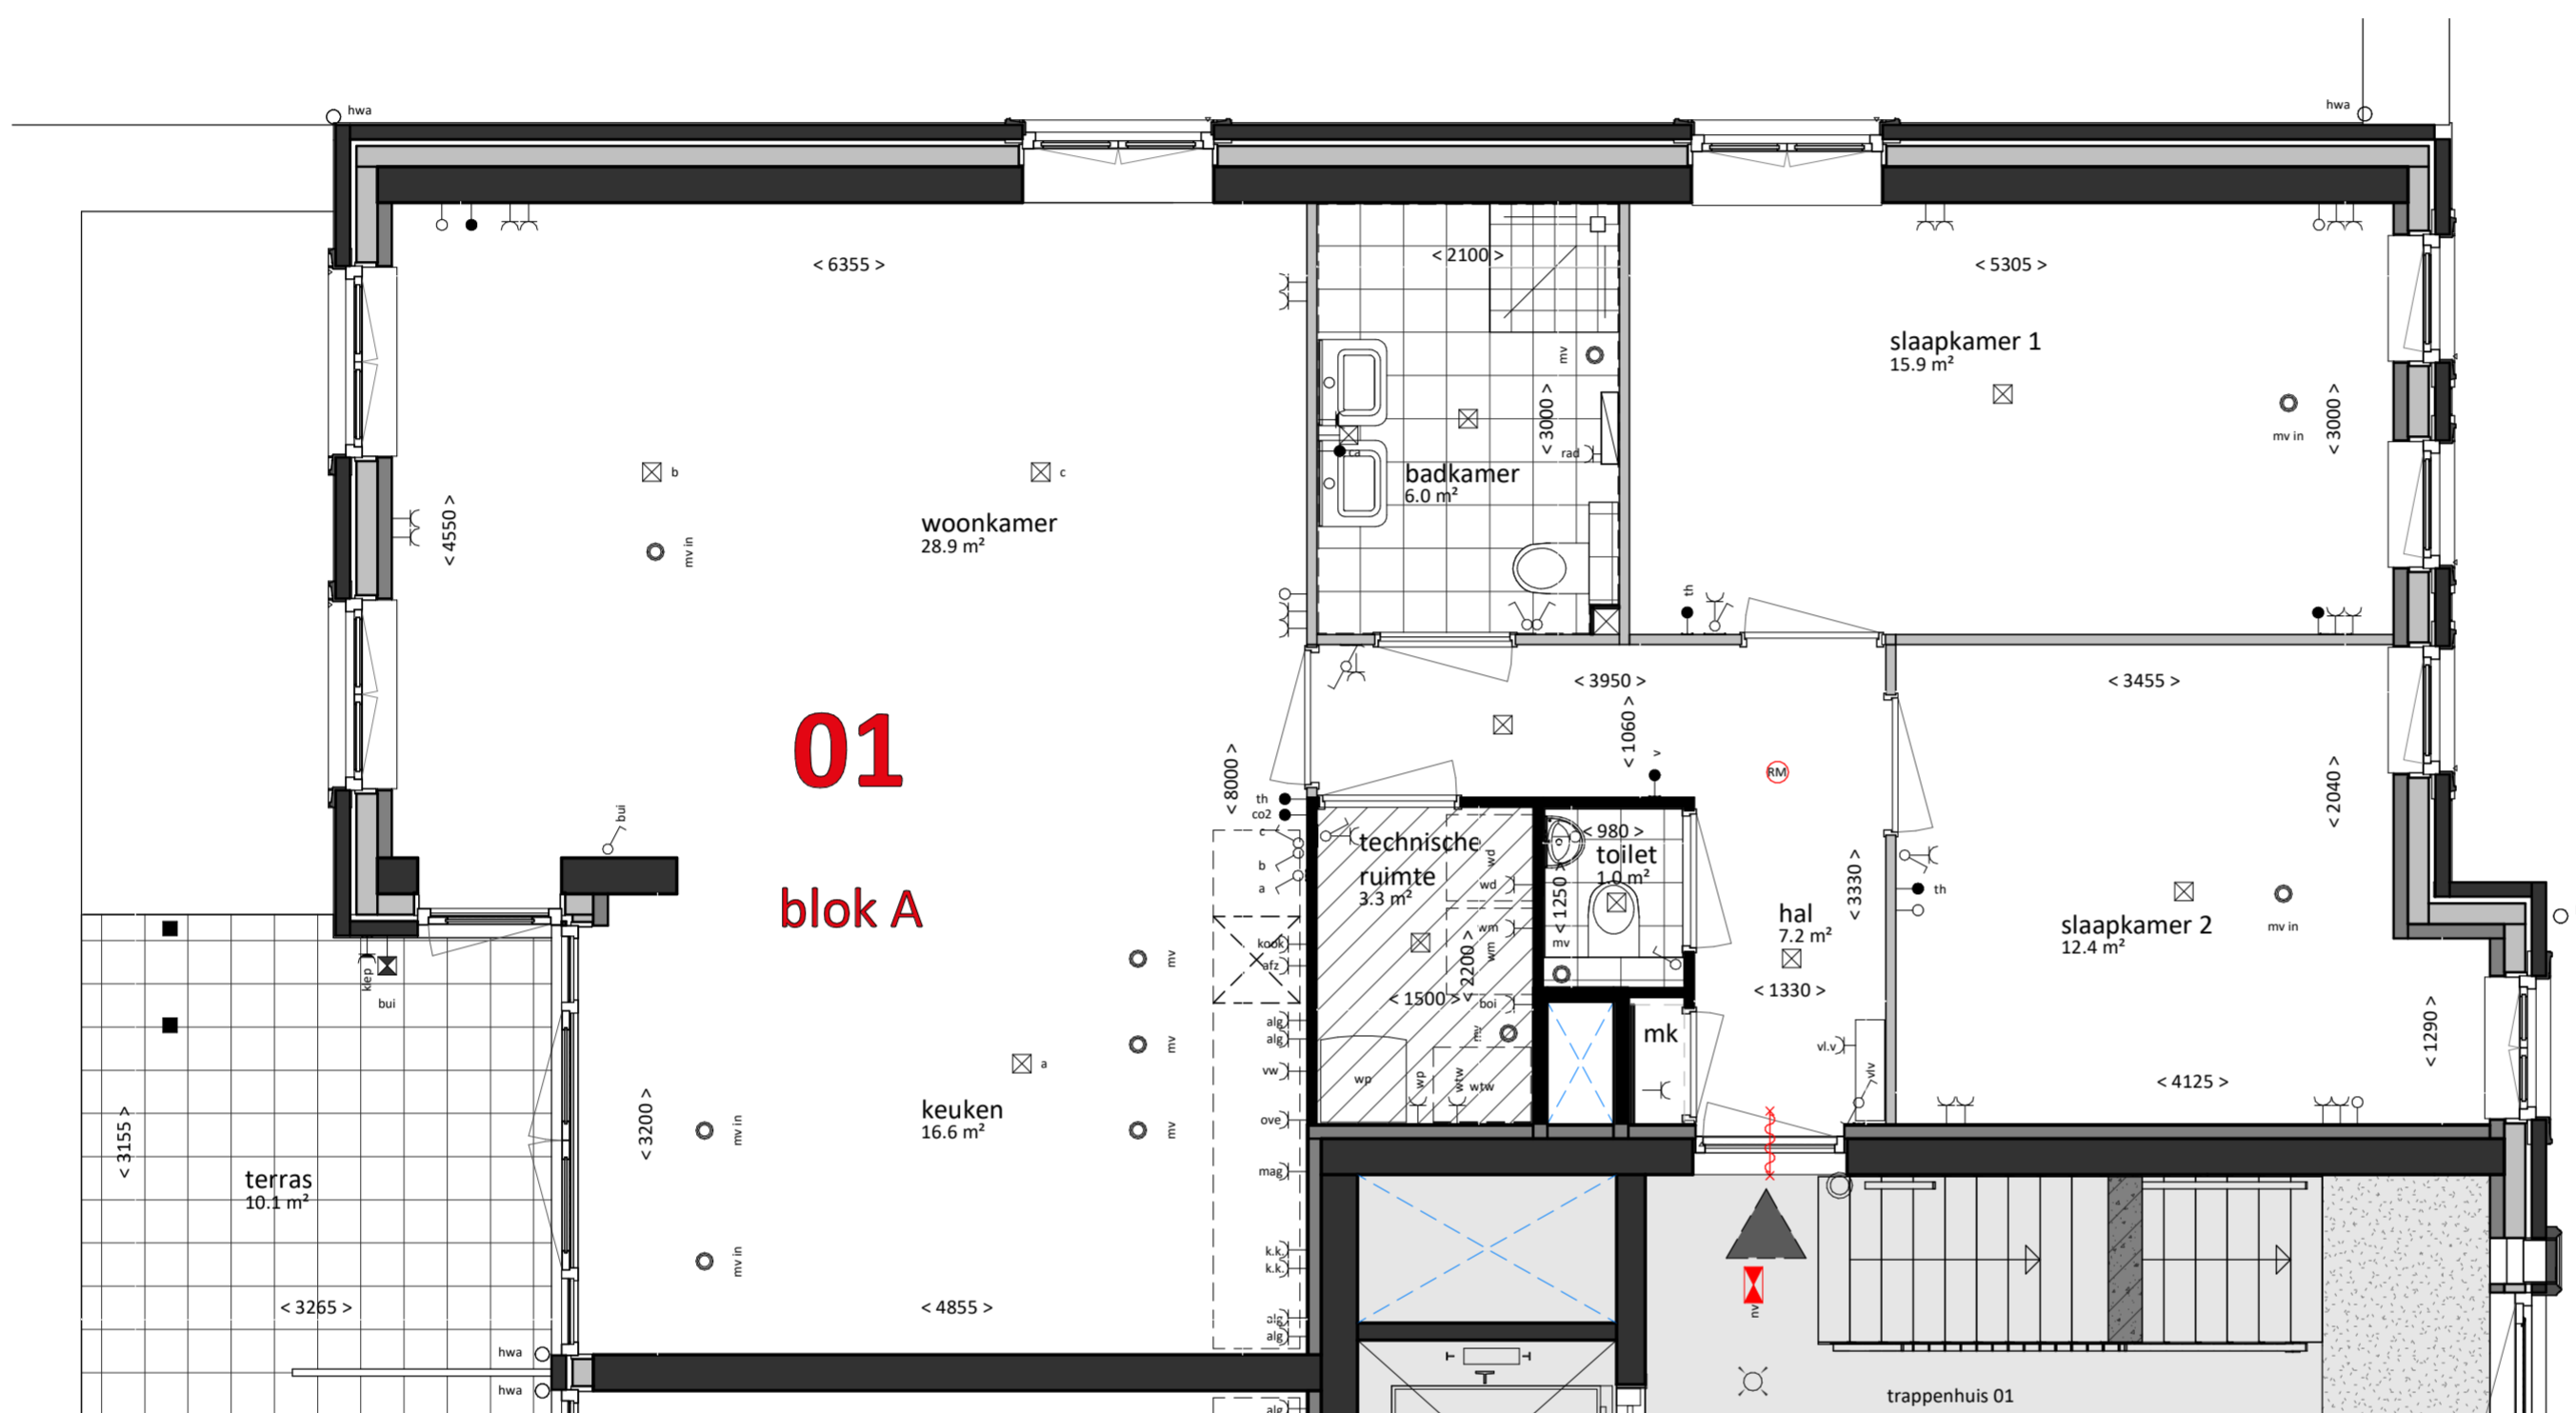 hwa
hwa
< 6355 >
< 2100 >
< 5305 >
slaapkamer 1
15.9 m²
mv
< 3000 >
< 3000 >
mv in
rad
ca
badkamer
6.0 m²
b
c
< 4550 >
woonkamer
28.9 m²
mv in
th
01
blok A
< 3950 >
< 1060 >
< 3455 >
v
RM
< 8000 >
< 2040 >
bui
th
co2
c
b
a
technische
ruimte
3.3 m²
wd
wd
< 980 >
toilet
1.0 m²
< 1250 >
mv
< 3330 >
th
hal
7.2 m²
< 1330 >
slaapkamer 2
12.4 m²
mv in
kook
afz
wm
wm
< 2200 >
< 1500 >
boi
mv
klep
bui
mv
mv
mv
alg
alg
vw
ove
mag
k.k.
k.k.
alg
alg
mk
vl.v
vlv
< 1290 >
< 4125 >
a
wp
wp
wtw
wtw
keuken
16.6 m²
mv in
mv in
< 3200 >
< 3155 >
terras
10.1 m²
< 3265 >
< 4855 >
nv
hwa
hwa
alg
trappenhuis 01